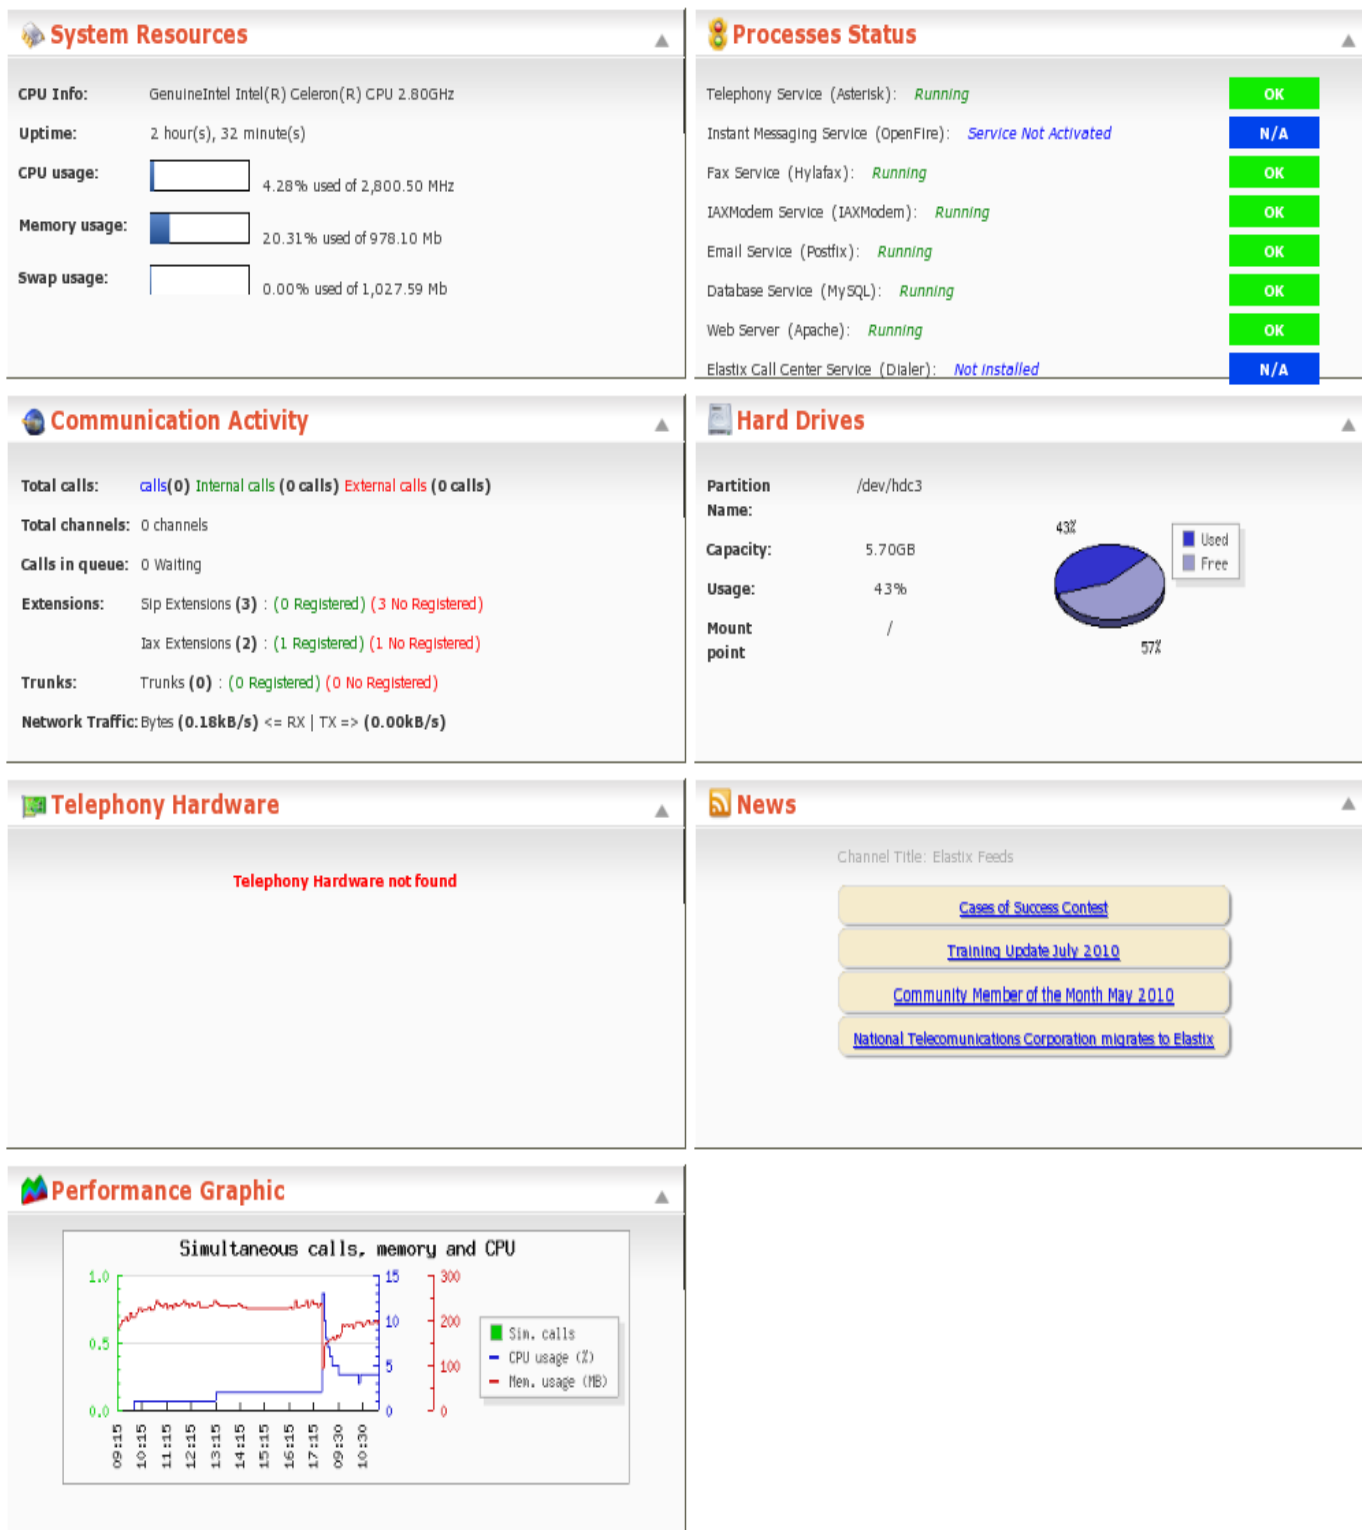 System Resources
CPU Info: GenuineIntel Intel(R) Celeron(R) CPU 2.80GHz
Uptime: 2 hour(s), 32 minute(s)
CPU usage: 4.28% used of 2,800.50 MHz
Memory usage: 20.31% used of 978.10 Mb
Swap usage: 0.00% used of 1,027.59 Mb
Processes Status
Telephony Service (Asterisk): Running OK
Instant Messaging Service (OpenFire): Service Not Activated N/A
Fax Service (Hylafax): Running OK
IAXModem Service (IAXModem): Running OK
Email Service (Postfix): Running OK
Database Service (MySQL): Running OK
Web Server (Apache): Running OK
Elastix Call Center Service (Dialer): Not installed N/A
Communication Activity
Total calls: calls(0) Internal calls (0 calls) External calls (0 calls)
Total channels: 0 channels
Calls in queue: 0 Waiting
Extensions: Sip Extensions (3) : (0 Registered) (3 No Registered)
Iax Extensions (2) : (1 Registered) (1 No Registered)
Trunks: Trunks (0) : (0 Registered) (0 No Registered)
Network Traffic: Bytes (0.18kB/s) <= RX | TX => (0.00kB/s)
Hard Drives
Partition Name: /dev/hdc3
Capacity: 5.70GB
Usage: 43%
Mount point /
43%
57%
Used
Free
Telephony Hardware
Telephony Hardware not found
News
Channel Title: Elastix Feeds
Cases of Success Contest
Training Update July 2010
Community Member of the Month May 2010
National Telecomunications Corporation migrates to Elastix
Performance Graphic
Simultaneous calls, memory and CPU
1.0 15 300
10 200
0.5
5 100
0.0 0 0
Sim. calls
CPU usage (%)
Mem. usage (MB)
09:15 10:15 11:15 12:15 13:15 14:15 15:15 16:15 17:15 09:30 10:30